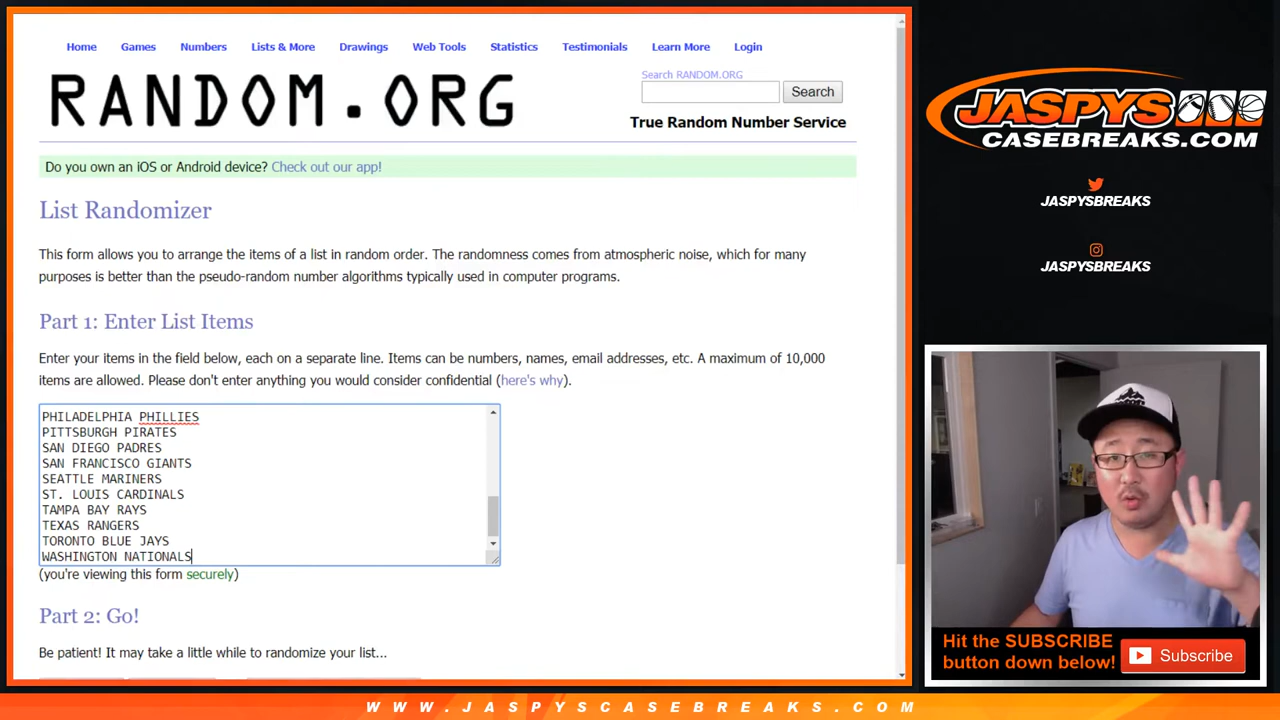 Home Games Numbers Lists & More Drawings Web Tools Statistics Testimonials Learn More Login
RANDOM.ORG
Search RANDOM.ORG
Search
True Random Number Service
Do you own an iOS or Android device? Check out our app!
List Randomizer
This form allows you to arrange the items of a list in random order. The randomness comes from atmospheric noise, which for many
purposes is better than the pseudo-random number algorithms typically used in computer programs.
Part 1: Enter List Items
Enter your items in the field below, each on a separate line. Items can be numbers, names, email addresses, etc. A maximum of 10,000
items are allowed. Please don't enter anything you would consider confidential (here's why).
PHILADELPHIA PHILLIES
PITTSBURGH PIRATES
SAN DIEGO PADRES
SAN FRANCISCO GIANTS
SEATTLE MARINERS
ST. LOUIS CARDINALS
TAMPA BAY RAYS
TEXAS RANGERS
TORONTO BLUE JAYS
WASHINGTON NATIONALS
(you're viewing this form securely)
Part 2: Go!
Be patient! It may take a little while to randomize your list...
JASPYS
CASEBREAKS.COM
JASPYSBREAKS
JASPYSBREAKS
Hit the SUBSCRIBE
button down below!
Subscribe
WWW.JASPYSCASEBREAKS.COM